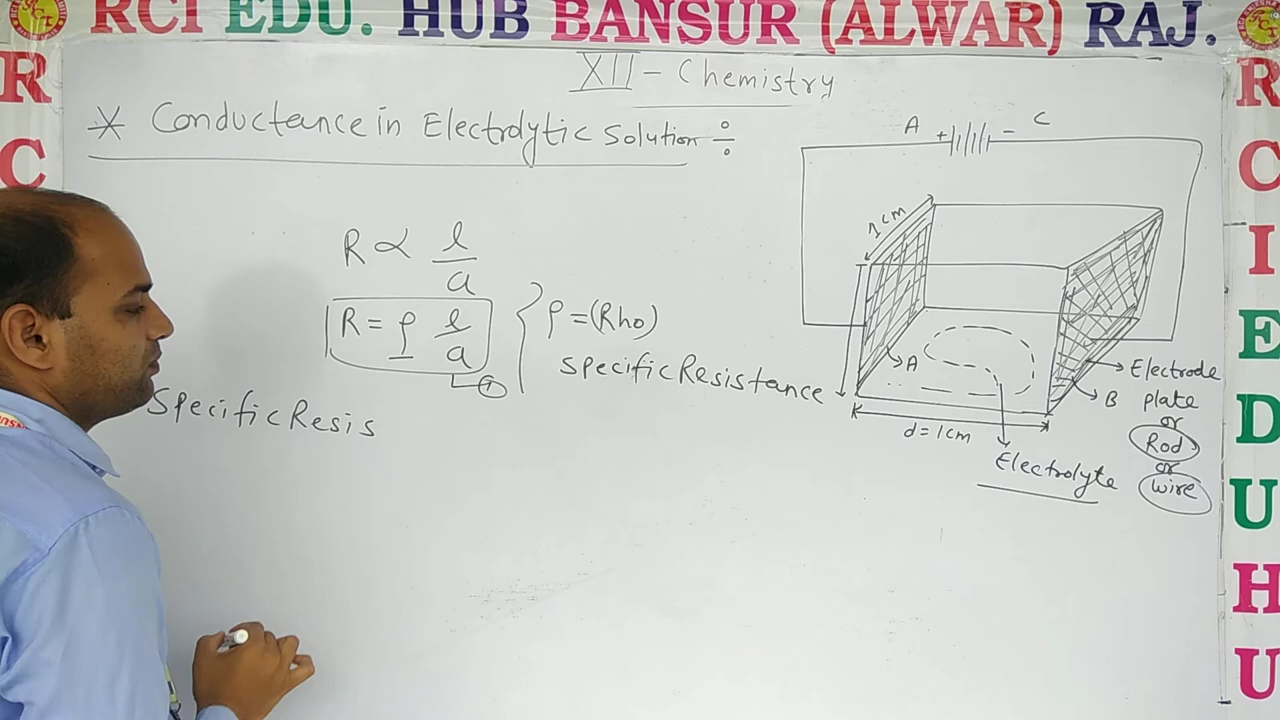 RCI EDU. HUB BANSUR (ALWAR) RAJ.
R
C
R
C
I
E
D
U
H
U
XII - Chemistry
* Conductance in Electrolytic Solution ÷
R ∝ l/a
R = ρ l/a
①
ρ = (Rho)
Specific Resistance
Specific Resis
A + - C
1cm
A
B
d = 1cm
Electrolyte
Electrode
plate
or
Rod
or
wire